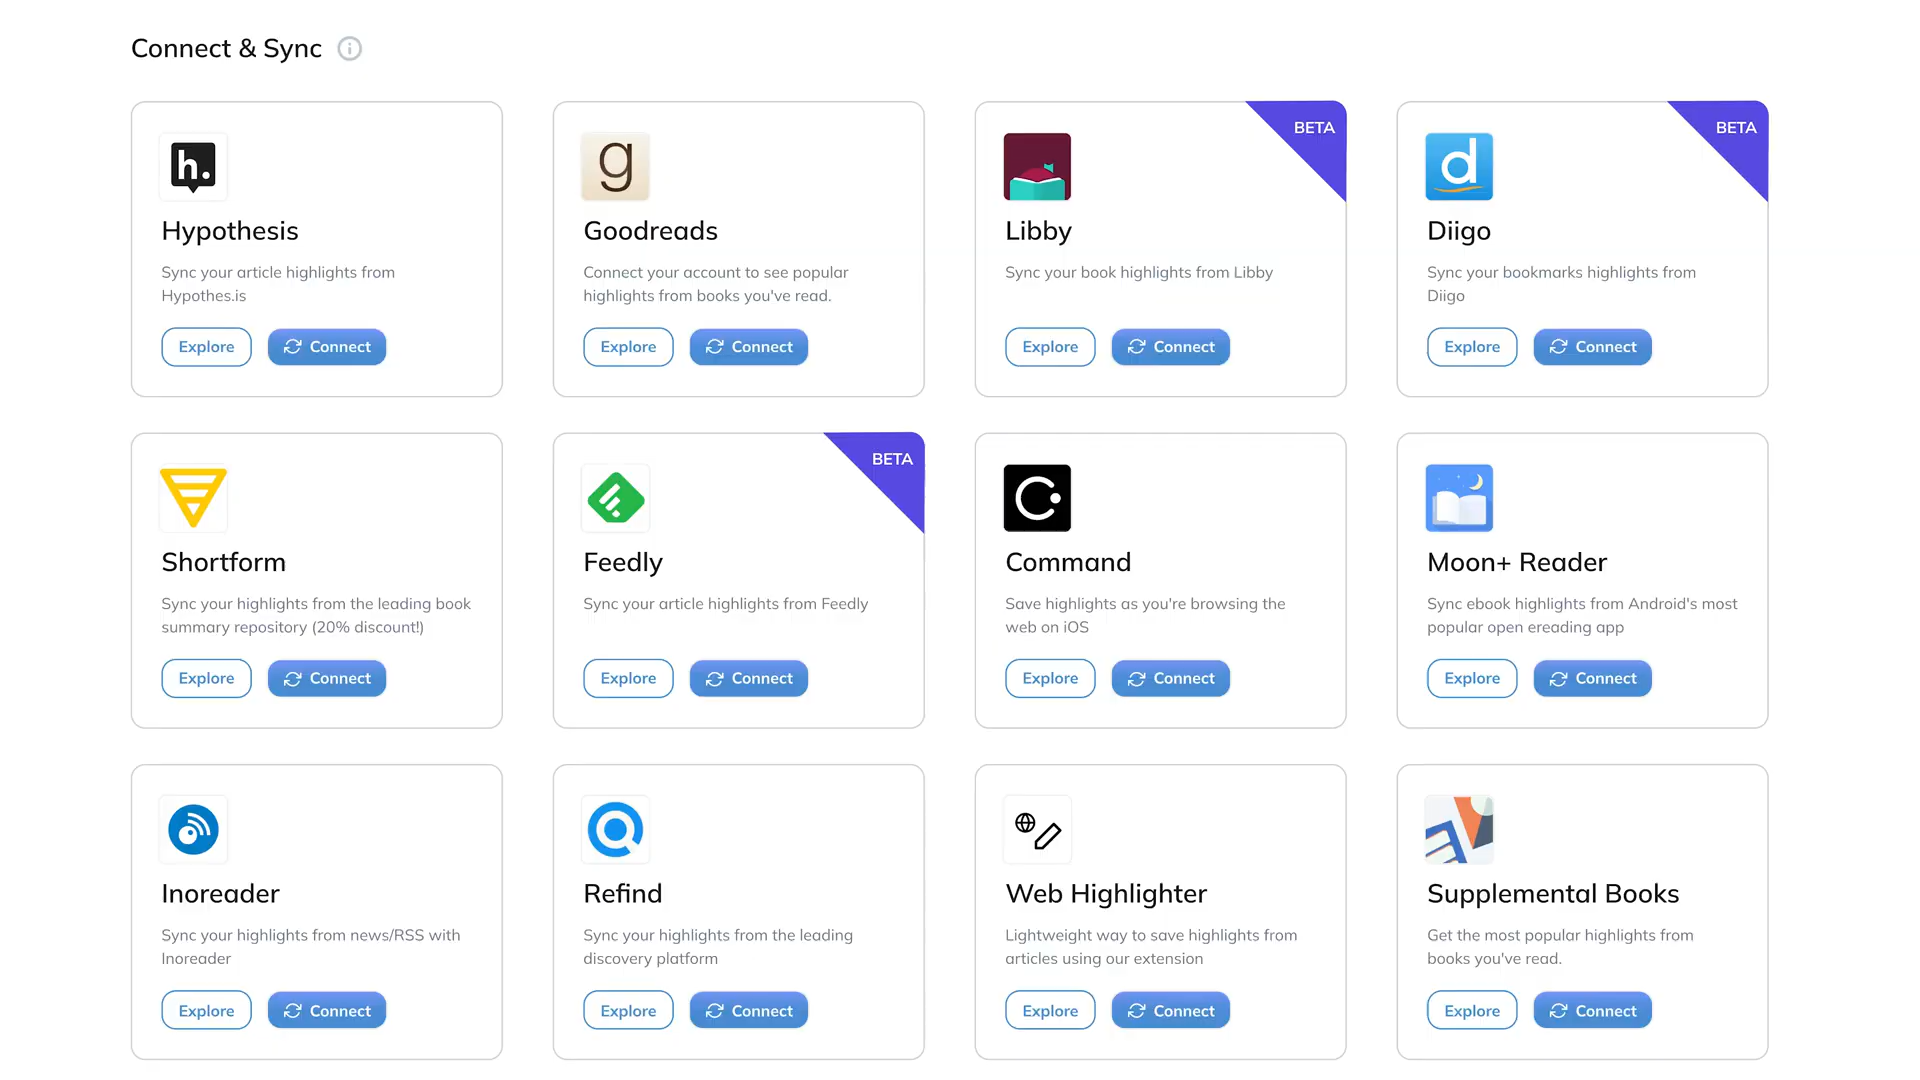 Connect & Sync
BETA
BETA
h.
g
d
Hypothesis
Goodreads
Libby
Diigo
Sync your article highlights from
Hypothes.is
Connect your account to see popular
highlights from books you've read.
Sync your book highlights from Libby
Sync your bookmarks highlights from
Diigo
Explore
Connect
Explore
Connect
Explore
Connect
Explore
Connect
BETA
Shortform
Feedly
Command
Moon+ Reader
Sync your highlights from the leading book
summary repository (20% discount!)
Sync your article highlights from Feedly
Save highlights as you're browsing the
web on iOS
Sync ebook highlights from Android's most
popular open ereading app
Explore
Connect
Explore
Connect
Explore
Connect
Explore
Connect
Inoreader
Refind
Web Highlighter
Supplemental Books
Sync your highlights from news/RSS with
Inoreader
Sync your highlights from the leading
discovery platform
Lightweight way to save highlights from
articles using our extension
Get the most popular highlights from
books you've read.
Explore
Connect
Explore
Connect
Explore
Connect
Explore
Connect